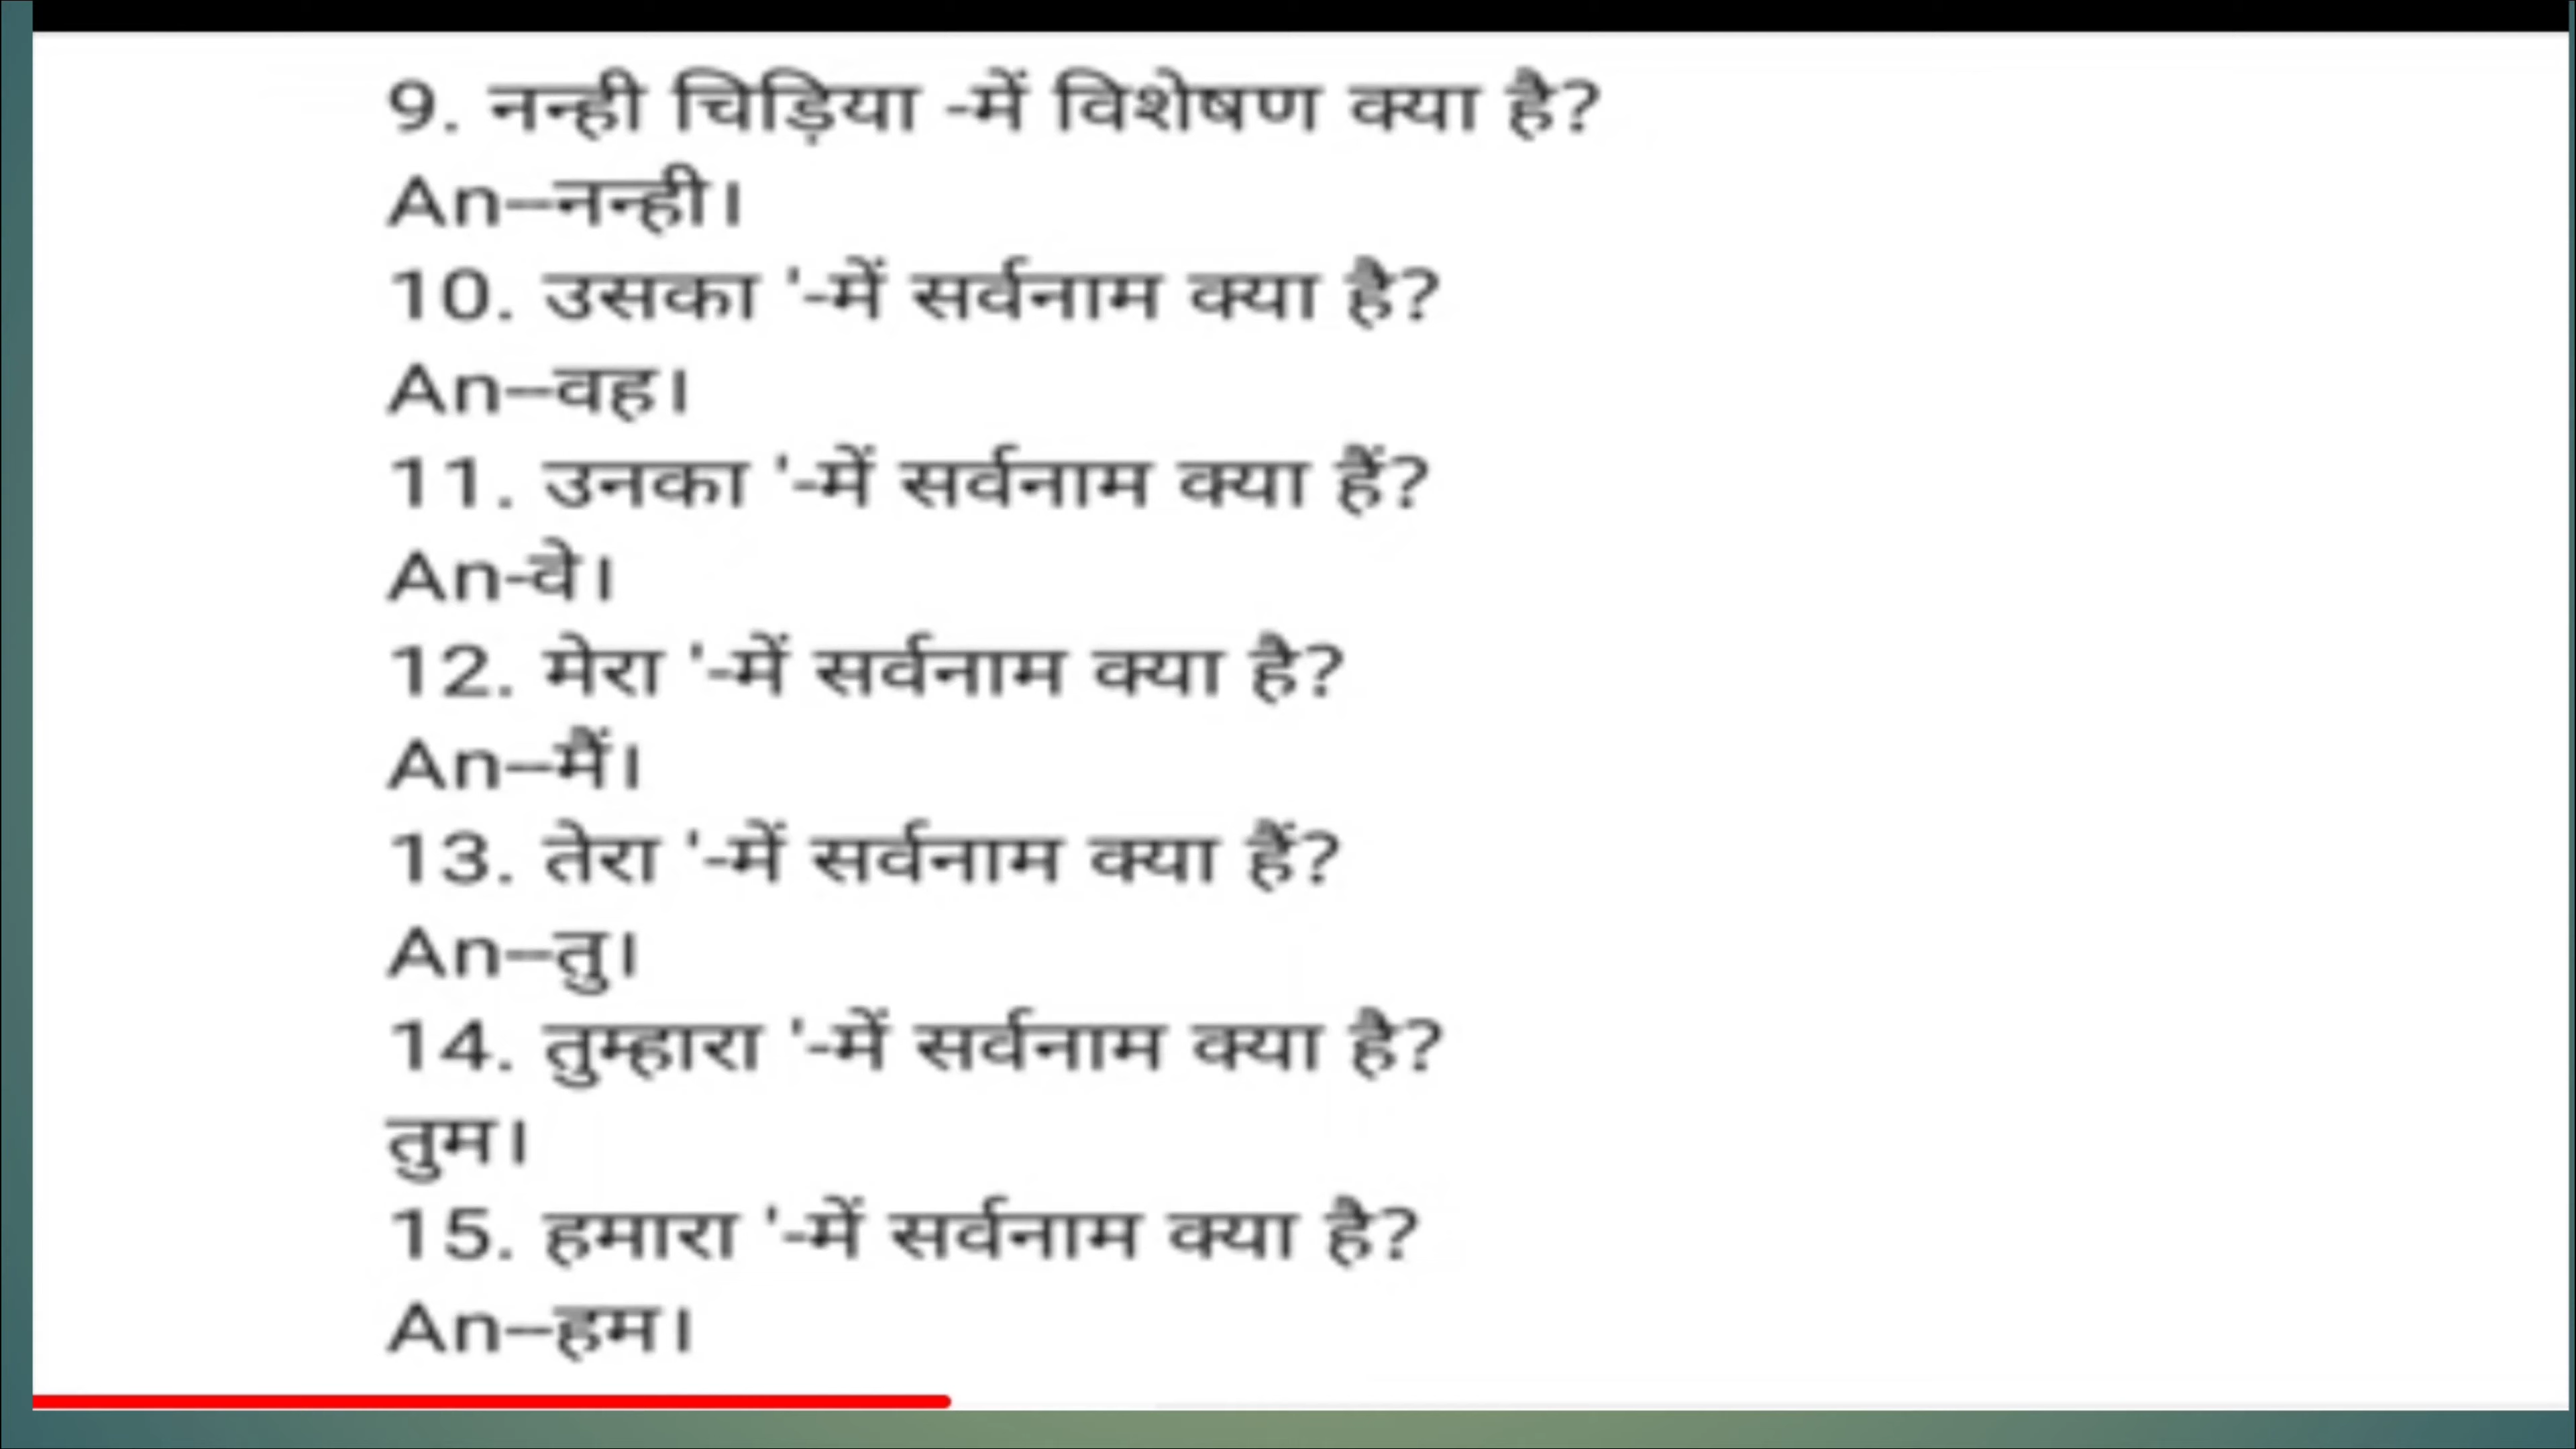 9. नन्ही चिड़िया -में विशेषण क्या है?
An--नन्ही।
10. उसका '-में सर्वनाम क्या है?
An--वह।
11. उनका '-में सर्वनाम क्या हैं?
An-वे।
12. मेरा '-में सर्वनाम क्या है?
An--मैं।
13. तेरा '-में सर्वनाम क्या हैं?
An--तु।
14. तुम्हारा '-में सर्वनाम क्या है?
तुम।
15. हमारा '-में सर्वनाम क्या है?
An--हम।